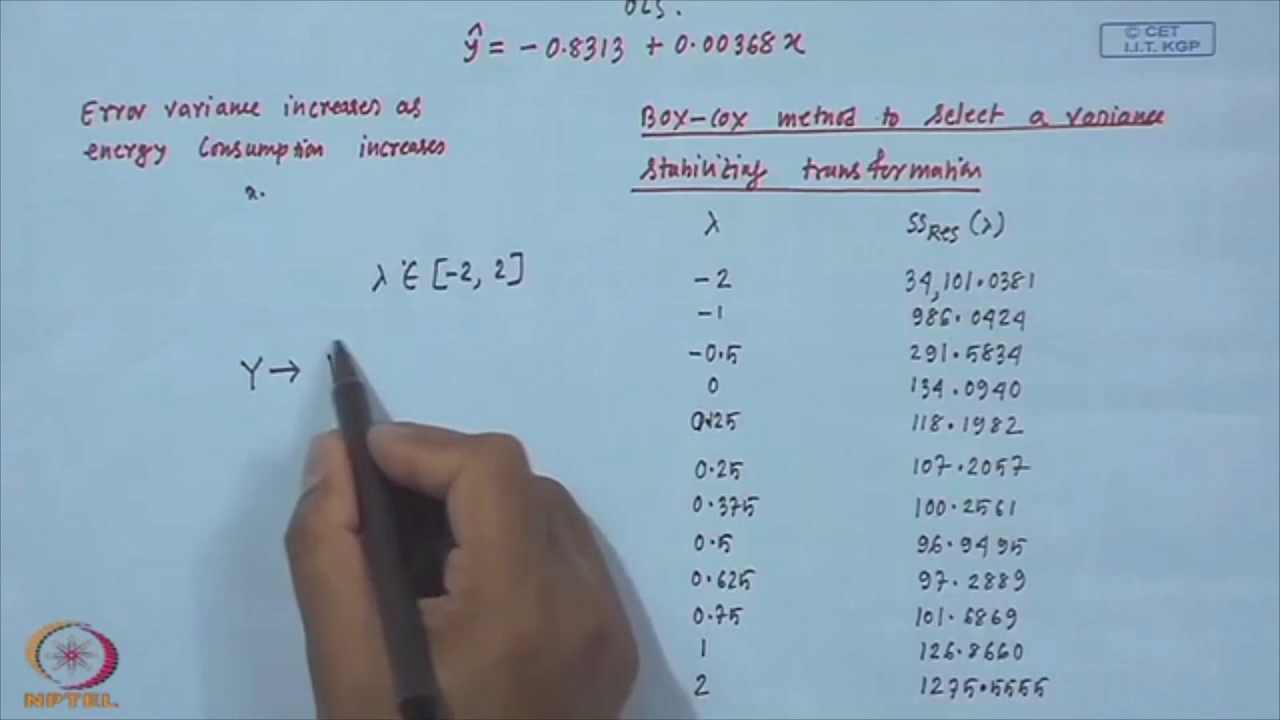 OLS.
ŷ = - 0.8313 + 0.00368 x
© CET
I.I.T. KGP
Error variance increases as
energy consumption increases
x.
λ ∈ [-2, 2]
Y →
Box-Cox method to select a variance
stabilizing transformation
λ SS_Res (λ)
-2 34,101.0381
-1 986.0424
-0.5 291.5834
0 134.0940
0.125 118.1982
0.25 107.2057
0.375 100.2561
0.5 96.9495
0.625 97.2889
0.75 101.6869
1 126.8660
2 1275.5555
NPTEL